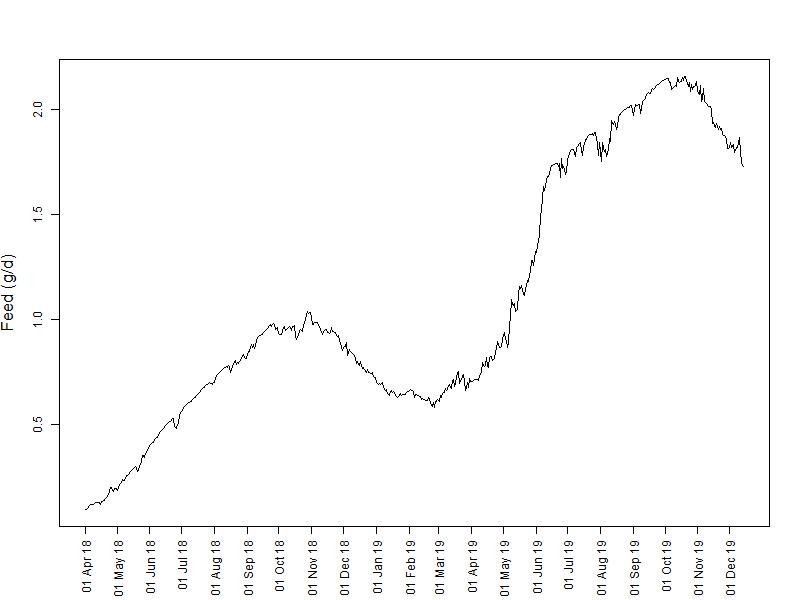 Feed (g/d)
2.0
1.5
1.0
0.5
01 Apr 18
01 May 18
01 Jun 18
01 Jul 18
01 Aug 18
01 Sep 18
01 Oct 18
01 Nov 18
01 Dec 18
01 Jan 19
01 Feb 19
01 Mar 19
01 Apr 19
01 May 19
01 Jun 19
01 Jul 19
01 Aug 19
01 Sep 19
01 Oct 19
01 Nov 19
01 Dec 19